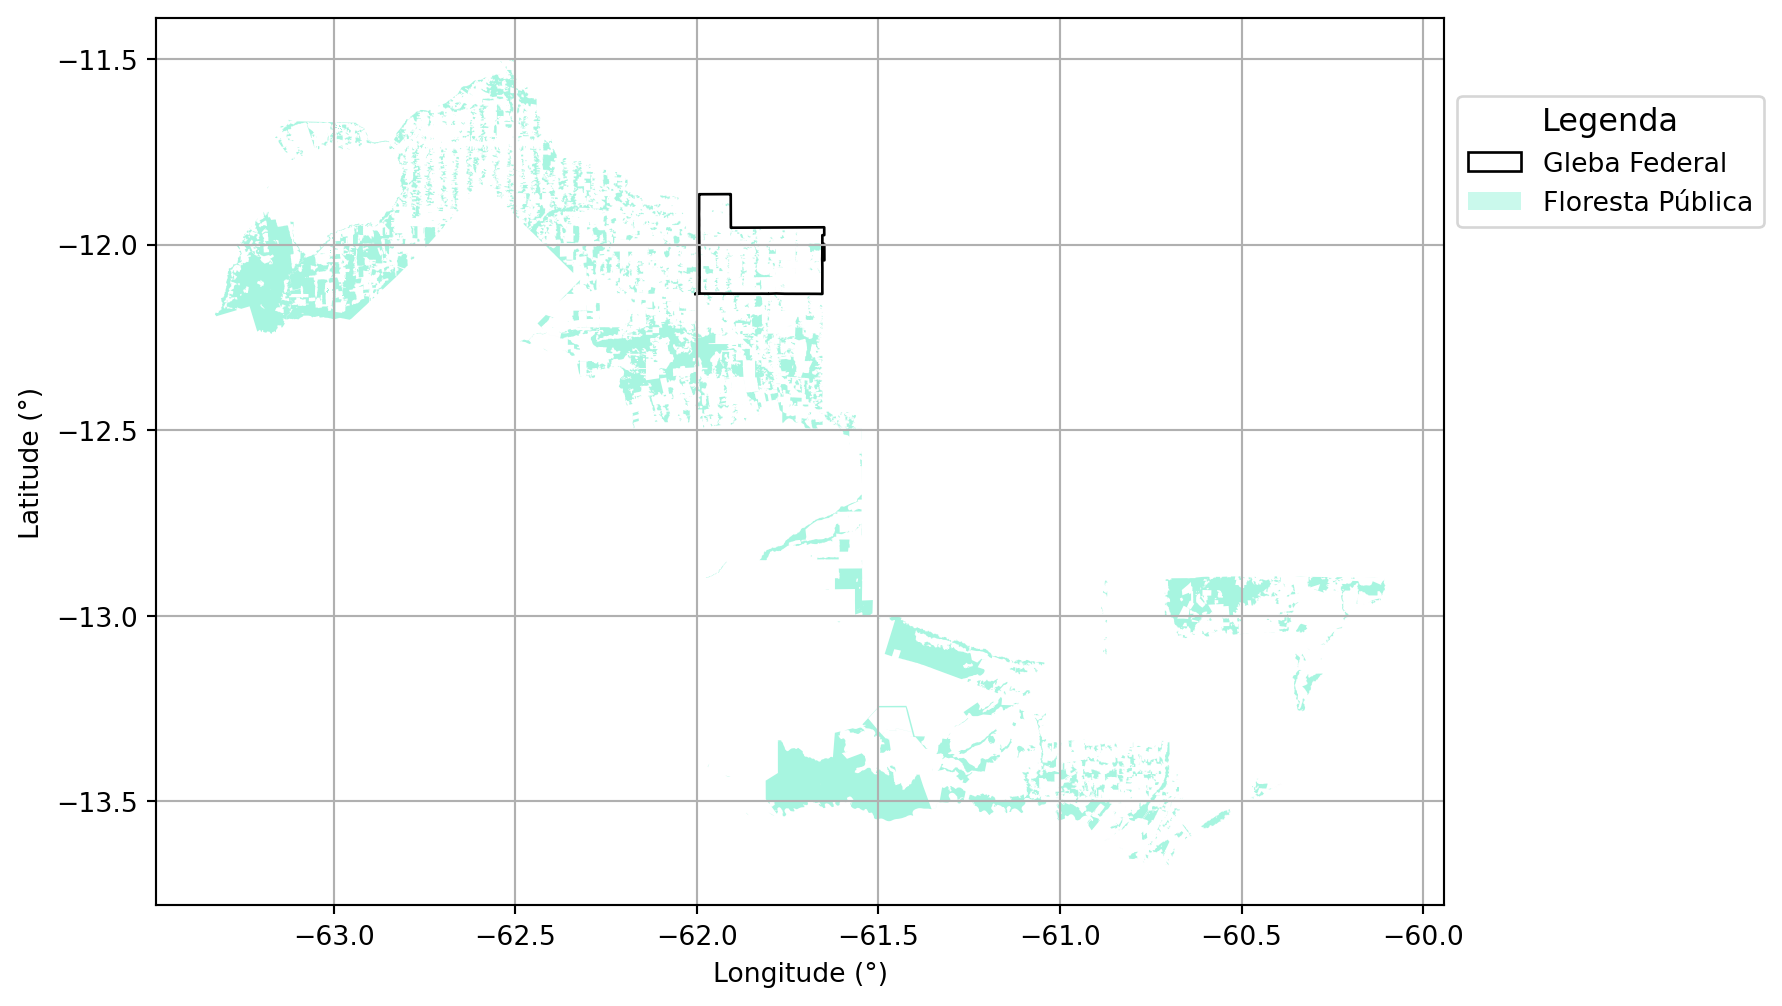 Legenda
Gleba Federal
Floresta Pública
−11.5
−12.0
−12.5
−13.0
−13.5
Latitude (°)
−63.0
−62.5
−62.0
−61.5
−61.0
−60.5
−60.0
Longitude (°)